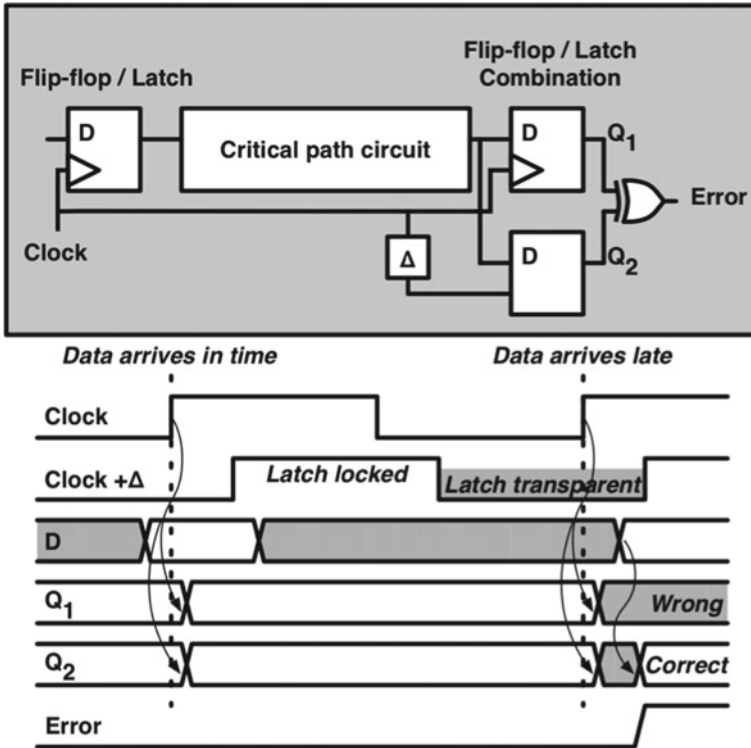 Flip-flop / Latch
Flip-flop / Latch
Combination
D
Critical path circuit
D
Q1
Error
Clock
Δ
D
Q2
Data arrives in time
Data arrives late
Clock
Clock +Δ
Latch locked
Latch transparent
D
Q1
Wrong
Q2
Correct
Error